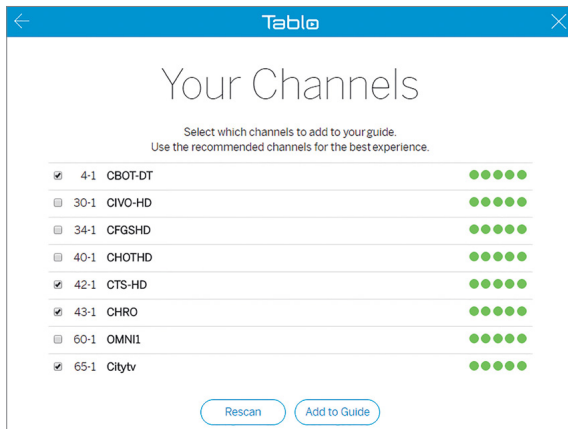 Tablo
Your Channels
Select which channels to add to your guide.
Use the recommended channels for the best experience.
4-1 CBOT-DT
30-1 CIVO-HD
34-1 CFGSHD
40-1 CHOTHD
42-1 CTS-HD
43-1 CHRO
60-1 OMNI1
65-1 Citytv
Rescan Add to Guide